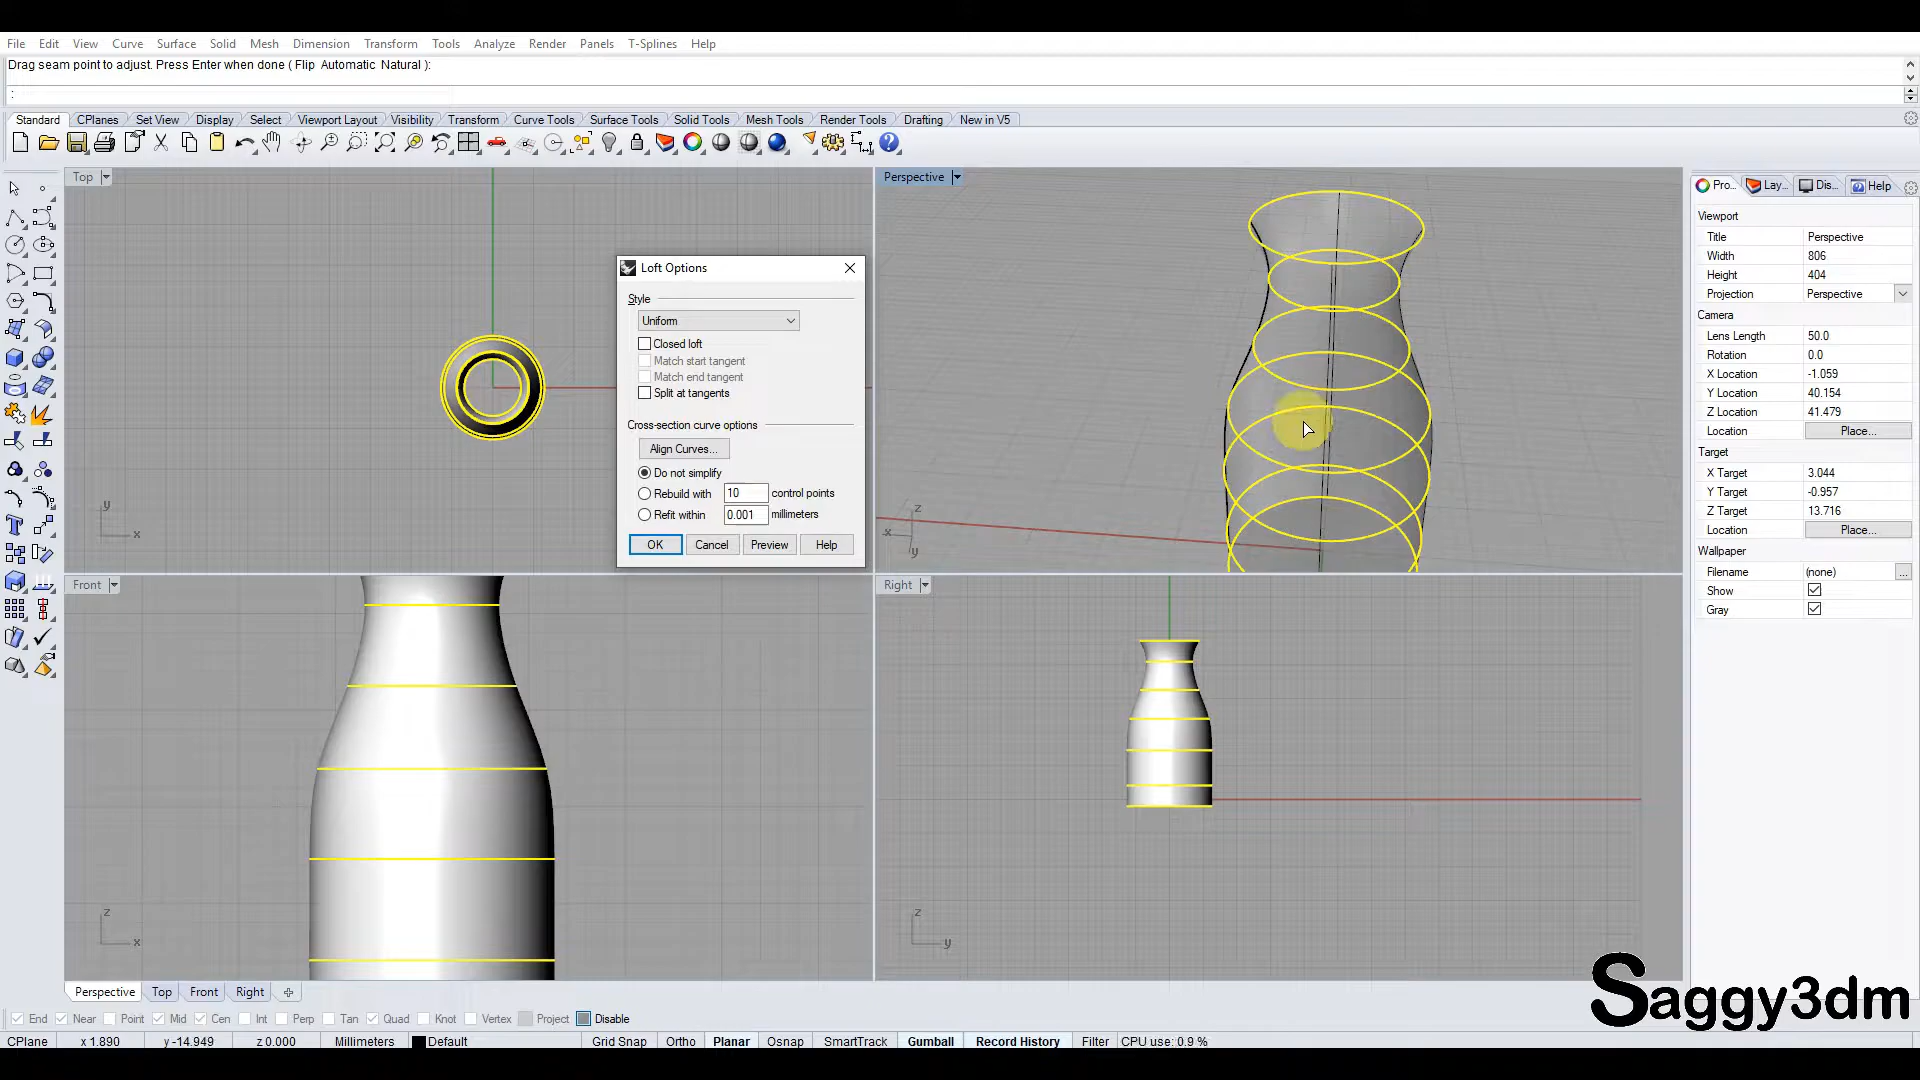 File Edit View Curve Surface Solid Mesh Dimension Transform Tools Analyze Render Panels T-Splines Help
Drag seam point to adjust. Press Enter when done ( Flip Automatic Natural ):
:
Standard CPlanes Set View Display Select Viewport Layout Visibility Transform Curve Tools Surface Tools Solid Tools Mesh Tools Render Tools Drafting New in V5
Top
Perspective
Pro... Lay... Dis... Help
Viewport
Title Perspective
Width 806
Height 404
Projection Perspective
Camera
Lens Length 50.0
Rotation 0.0
X Location -1.059
Y Location 40.154
Z Location 41.479
Location Place...
Target
X Target 3.044
Y Target -0.957
Z Target 13.716
Location Place...
Wallpaper
Filename (none) ...
Show
Gray
Loft Options
Style
Uniform
Closed loft
Match start tangent
Match end tangent
Split at tangents
Cross-section curve options
Align Curves...
Do not simplify
Rebuild with 10 control points
Refit within 0.001 millimeters
OK Cancel Preview Help
y
x
z
x
y
Front
Right
z
x
z
y
Perspective Top Front Right
Saggy3dm
End Near Point Mid Cen Int Perp Tan Quad Knot Vertex Project Disable
CPlane x 1.890 y -14.949 z 0.000 Millimeters Default Grid Snap Ortho Planar Osnap SmartTrack Gumball Record History Filter CPU use: 0.9 %